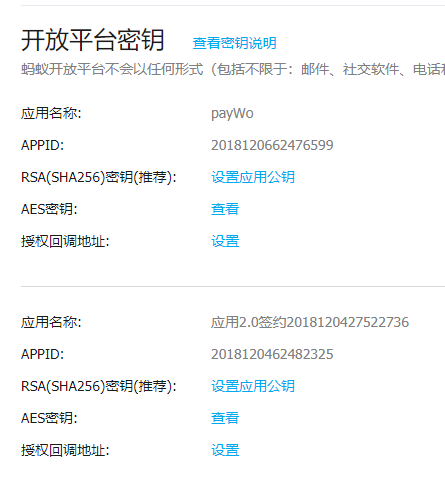 开放平台密钥 查看密钥说明
蚂蚁开放平台不会以任何形式（包括不限于：邮件、社交软件、电话
应用名称: payWo
APPID: 2018120662476599
RSA(SHA256)密钥(推荐): 设置应用公钥
AES密钥: 查看
授权回调地址: 设置
应用名称: 应用2.0签约2018120427522736
APPID: 2018120462482325
RSA(SHA256)密钥(推荐): 设置应用公钥
AES密钥: 查看
授权回调地址: 设置